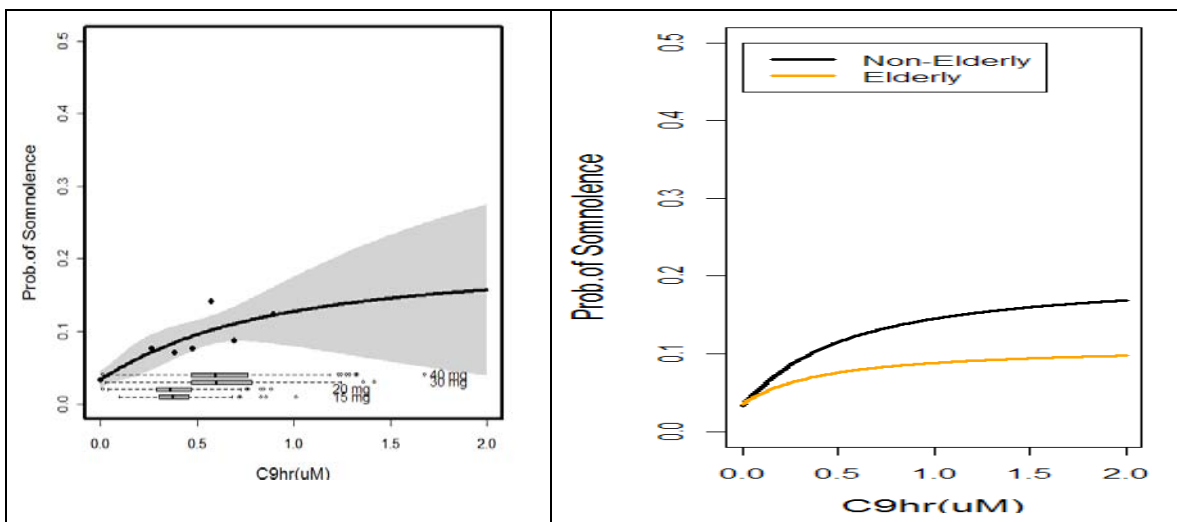 0.5
0.4
0.3
0.2
0.1
0.0
Prob.of Somnolence
40 mg
30 mg
20 mg
15 mg
0.0 0.5 1.0 1.5 2.0
C9hr(uM)
Non-Elderly
Elderly
0.5
0.4
0.3
0.2
0.1
0.0
Prob.of Somnolence
0.0 0.5 1.0 1.5 2.0
C9hr(uM)